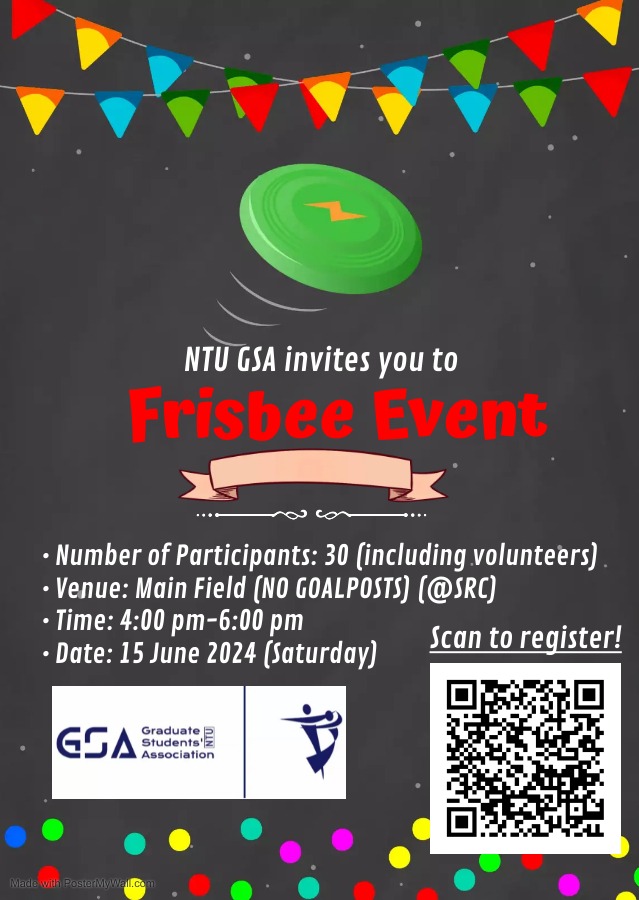 NTU GSA invites you to
Frisbee Event
• Number of Participants: 30 (including volunteers)
• Venue: Main Field (NO GOALPOSTS) (@SRC)
• Time: 4:00 pm-6:00 pm
• Date: 15 June 2024 (Saturday)
Scan to register!
GSA Graduate
Students'
Association
NTU
Made with PosterMyWall.com